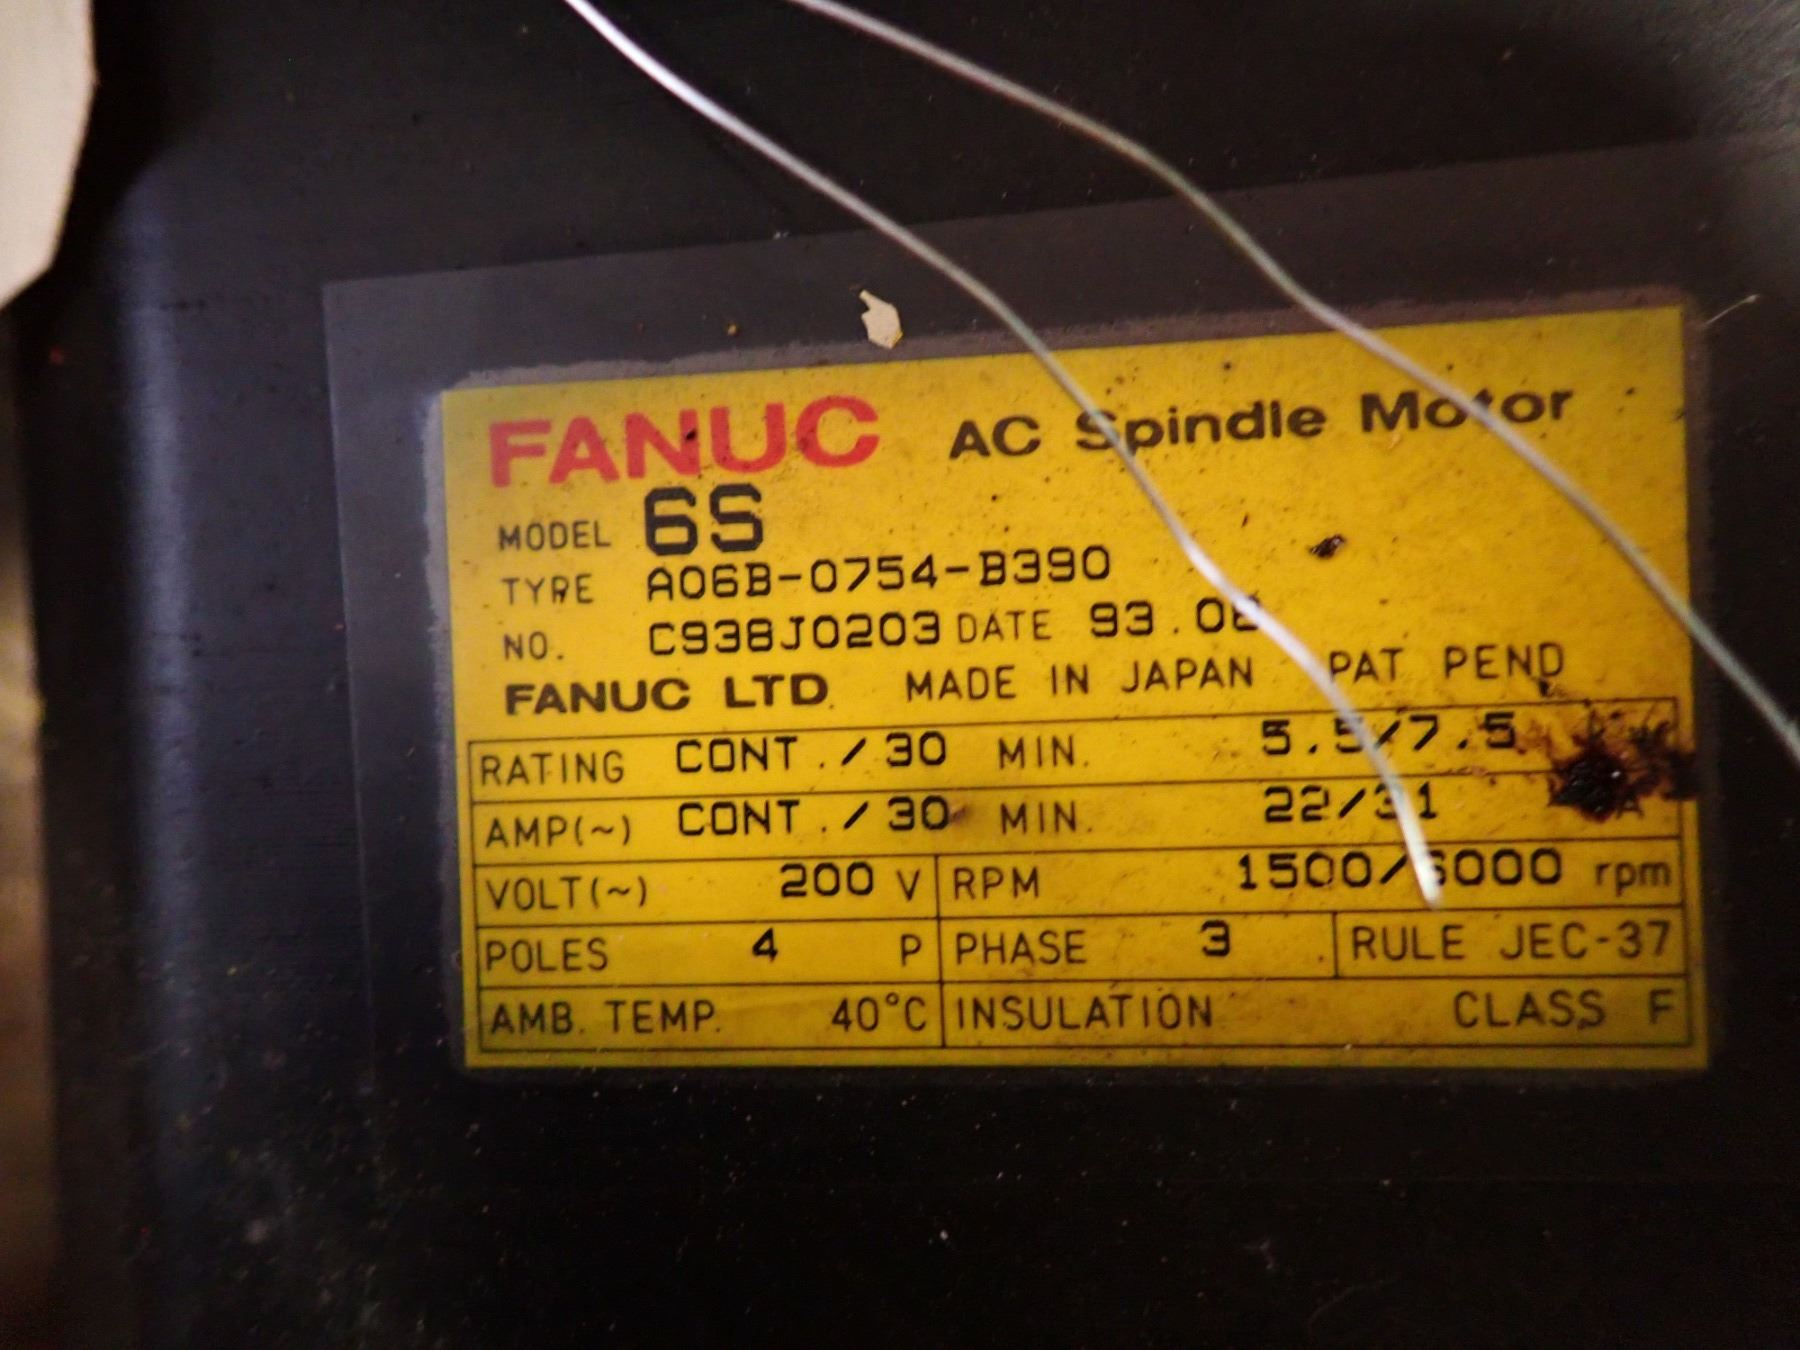 FANUC AC Spindle Motor
MODEL 6S
TYPE A06B-0754-B390
NO. C938J0203 DATE 93.08
FANUC LTD. MADE IN JAPAN PAT PEND
RATING CONT./30 MIN. 5.5/7.5
AMP(~) CONT./30 MIN. 22/31 A
VOLT(~) 200 V RPM 1500/6000 rpm
POLES 4 P PHASE 3 RULE JEC-37
AMB. TEMP. 40°C INSULATION CLASS F